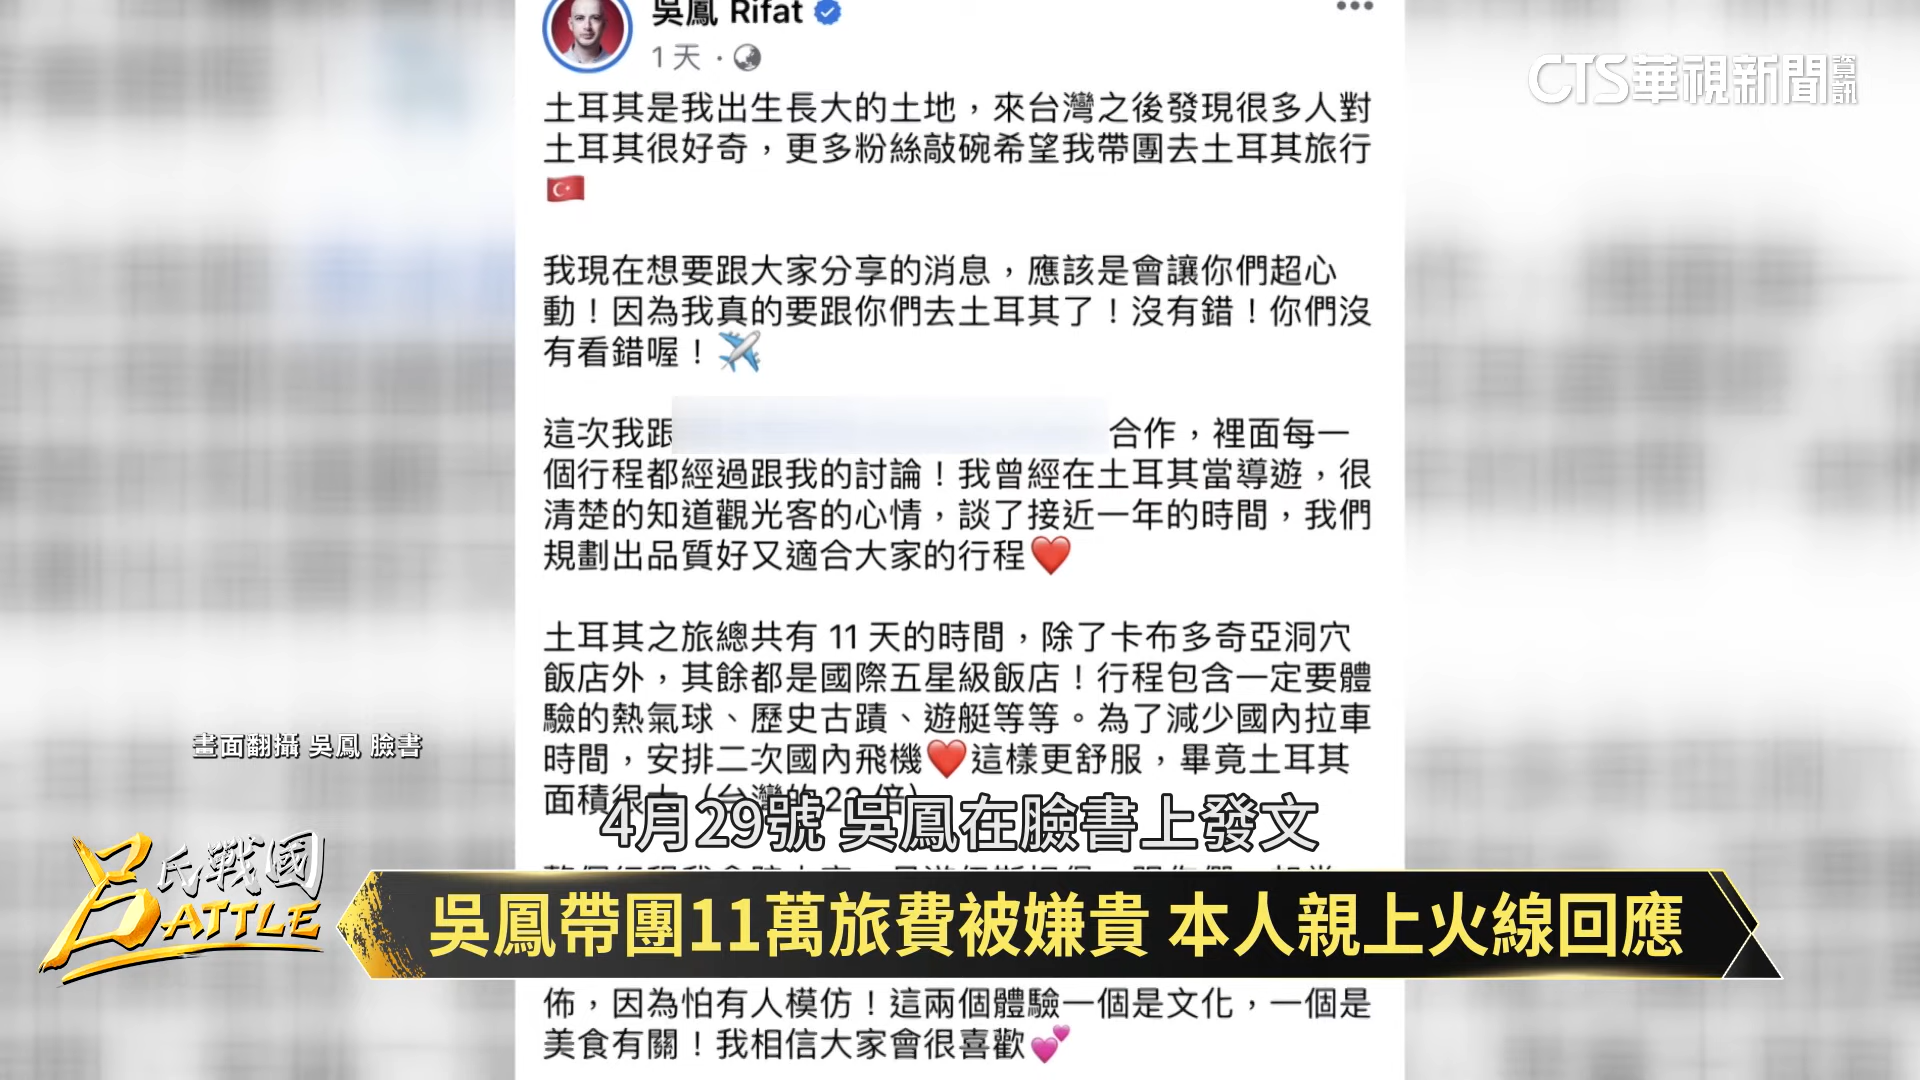 吳鳳 Rifat
1天 ·
CTS華視新聞資訊
土耳其是我出生長大的土地，來台灣之後發現很多人對
土耳其很好奇，更多粉絲敲碗希望我帶團去土耳其旅行
我現在想要跟大家分享的消息，應該是會讓你們超心
動！因為我真的要跟你們去土耳其了！沒有錯！你們沒
有看錯喔！
這次我跟 合作，裡面每一
個行程都經過跟我的討論！我曾經在土耳其當導遊，很
清楚的知道觀光客的心情，談了接近一年的時間，我們
規劃出品質好又適合大家的行程
土耳其之旅總共有 11 天的時間，除了卡布多奇亞洞穴
飯店外，其餘都是國際五星級飯店！行程包含一定要體
驗的熱氣球、歷史古蹟、遊艇等等。為了減少國內拉車
時間，安排二次國內飛機這樣更舒服，畢竟土耳其
面積很大（台灣的 22 倍）
畫面翻攝 吳鳳 臉書
4月29號 吳鳳在臉書上發文
呂氏戰國
BATTLE
吳鳳帶團11萬旅費被嫌貴 本人親上火線回應
佈，因為怕有人模仿！這兩個體驗一個是文化，一個是
美食有關！我相信大家會很喜歡